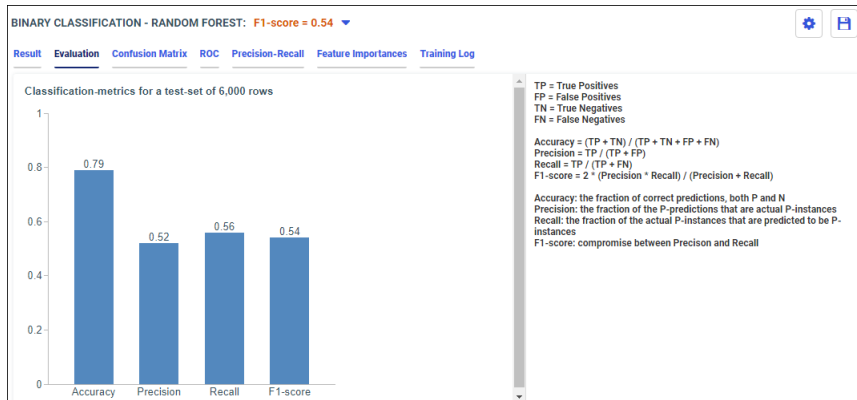 BINARY CLASSIFICATION - RANDOM FOREST: F1-score = 0.54
Result Evaluation Confusion Matrix ROC Precision-Recall Feature Importances Training Log
Classification-metrics for a test-set of 6,000 rows
1
0.8
0.6
0.4
0.2
0
0.79
0.52
0.56
0.54
Accuracy Precision Recall F1-score
TP = True Positives
FP = False Positives
TN = True Negatives
FN = False Negatives
Accuracy = (TP + TN) / (TP + TN + FP + FN)
Precision = TP / (TP + FP)
Recall = TP / (TP + FN)
F1-score = 2 * (Precision * Recall) / (Precision + Recall)
Accuracy: the fraction of correct predictions, both P and N
Precision: the fraction of the P-predictions that are actual P-instances
Recall: the fraction of the actual P-instances that are predicted to be P-
instances
F1-score: compromise between Precison and Recall